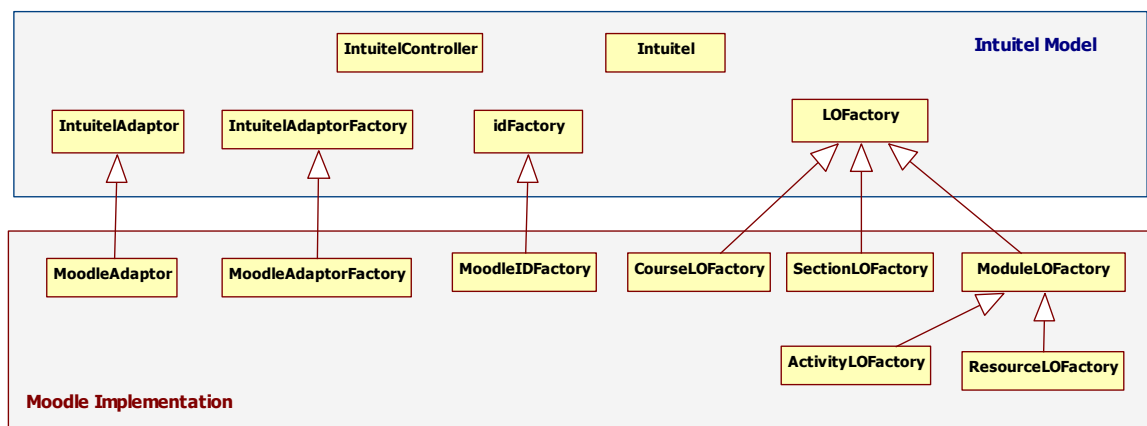 IntuitelController
Intuitel
Intuitel Model
IntuitelAdaptor
IntuitelAdaptorFactory
idFactory
LOFactory
MoodleAdaptor
MoodleAdaptorFactory
MoodleIDFactory
CourseLOFactory
SectionLOFactory
ModuleLOFactory
ActivityLOFactory
ResourceLOFactory
Moodle Implementation